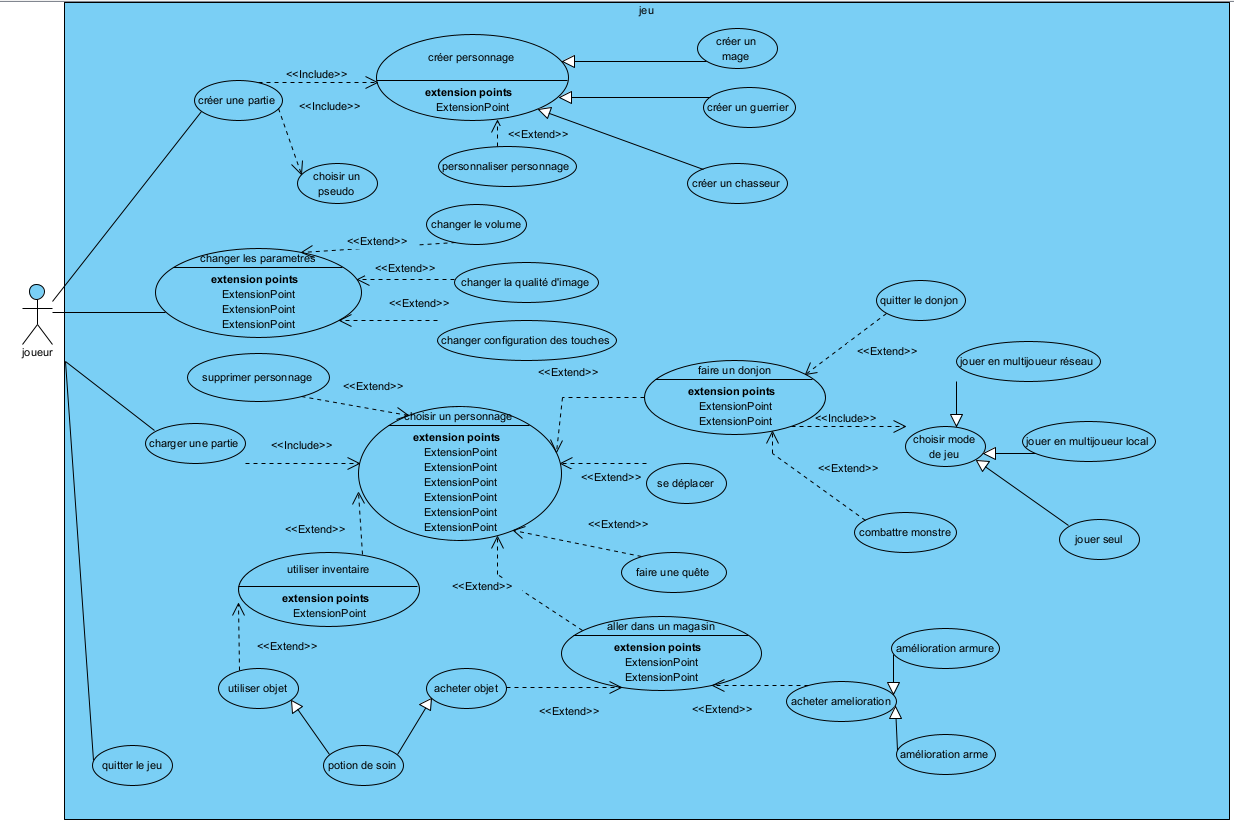 jeu
créer un
mage
créer personnage
extension points
ExtensionPoint
<<Include>>
<<Include>>
créer une partie
créer un guerrier
<<Extend>>
personnaliser personnage
créer un chasseur
choisir un
pseudo
changer le volume
<<Extend>>
changer les parametres
extension points
ExtensionPoint
ExtensionPoint
ExtensionPoint
<<Extend>>
changer la qualité d'image
<<Extend>>
changer configuration des touches
joueur
quitter le donjon
<<Extend>>
jouer en multijoueur réseau
supprimer personnage
<<Extend>>
<<Extend>>
faire un donjon
extension points
ExtensionPoint
ExtensionPoint
<<Include>>
choisir mode
de jeu
jouer en multijoueur local
choisir un personnage
extension points
ExtensionPoint
ExtensionPoint
ExtensionPoint
ExtensionPoint
ExtensionPoint
ExtensionPoint
charger une partie
<<Include>>
<<Extend>>
se déplacer
<<Extend>>
combattre monstre
jouer seul
<<Extend>>
<<Extend>>
faire une quête
<<Extend>>
utiliser inventaire
extension points
ExtensionPoint
aller dans un magasin
extension points
ExtensionPoint
ExtensionPoint
<<Extend>>
amélioration armure
utiliser objet
acheter objet
<<Extend>>
<<Extend>>
acheter amelioration
amélioration arme
quitter le jeu
potion de soin